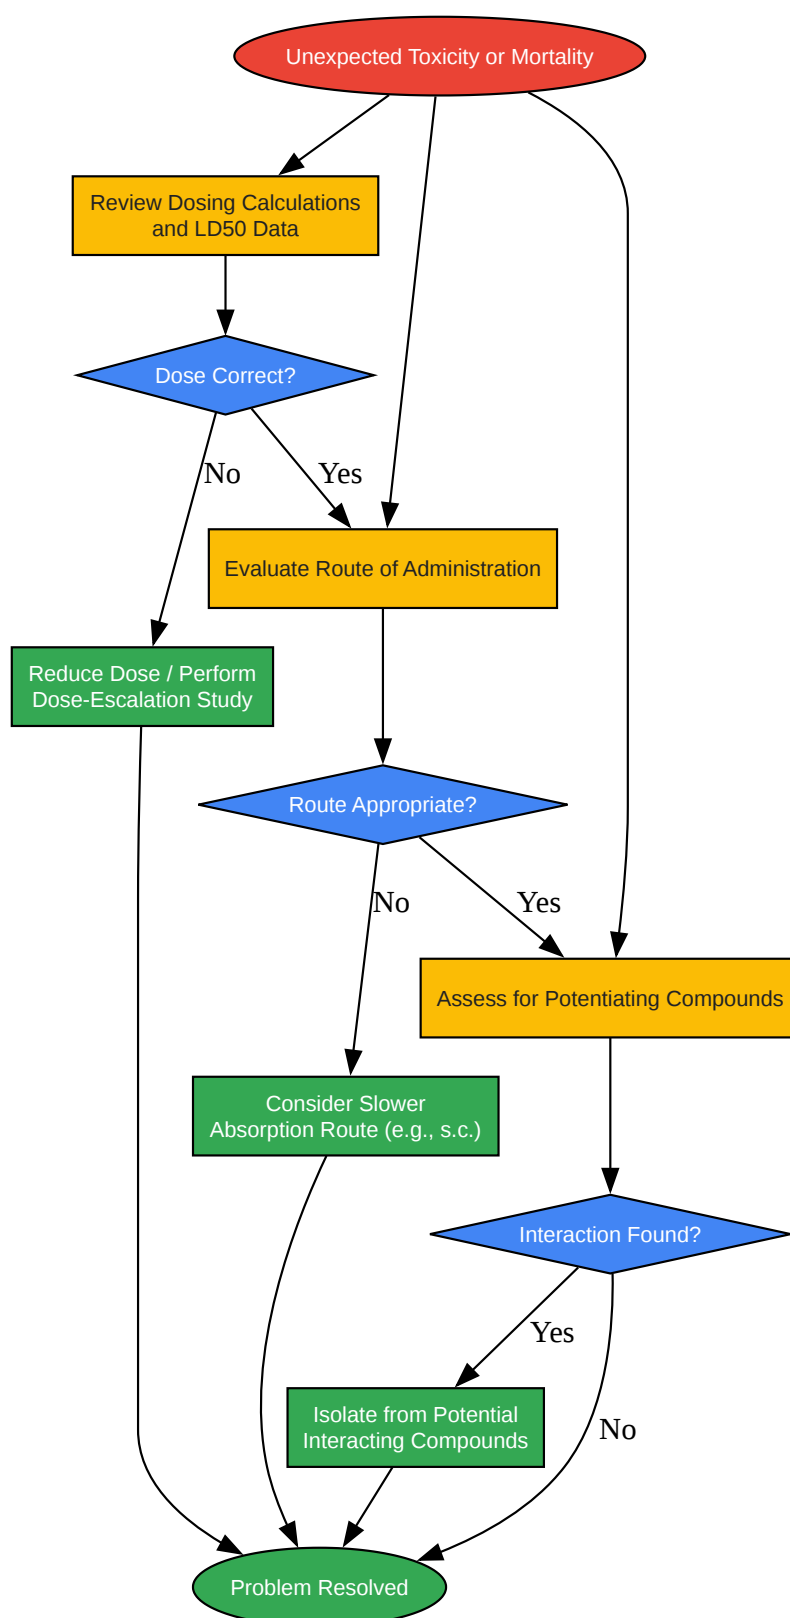 Unexpected Toxicity or Mortality
Review Dosing Calculations
and LD50 Data
Dose Correct?
No
Yes
Evaluate Route of Administration
Reduce Dose / Perform
Dose-Escalation Study
Route Appropriate?
No
Yes
Assess for Potentiating Compounds
Consider Slower
Absorption Route (e.g., s.c.)
Interaction Found?
Yes
Isolate from Potential
Interacting Compounds
No
Problem Resolved